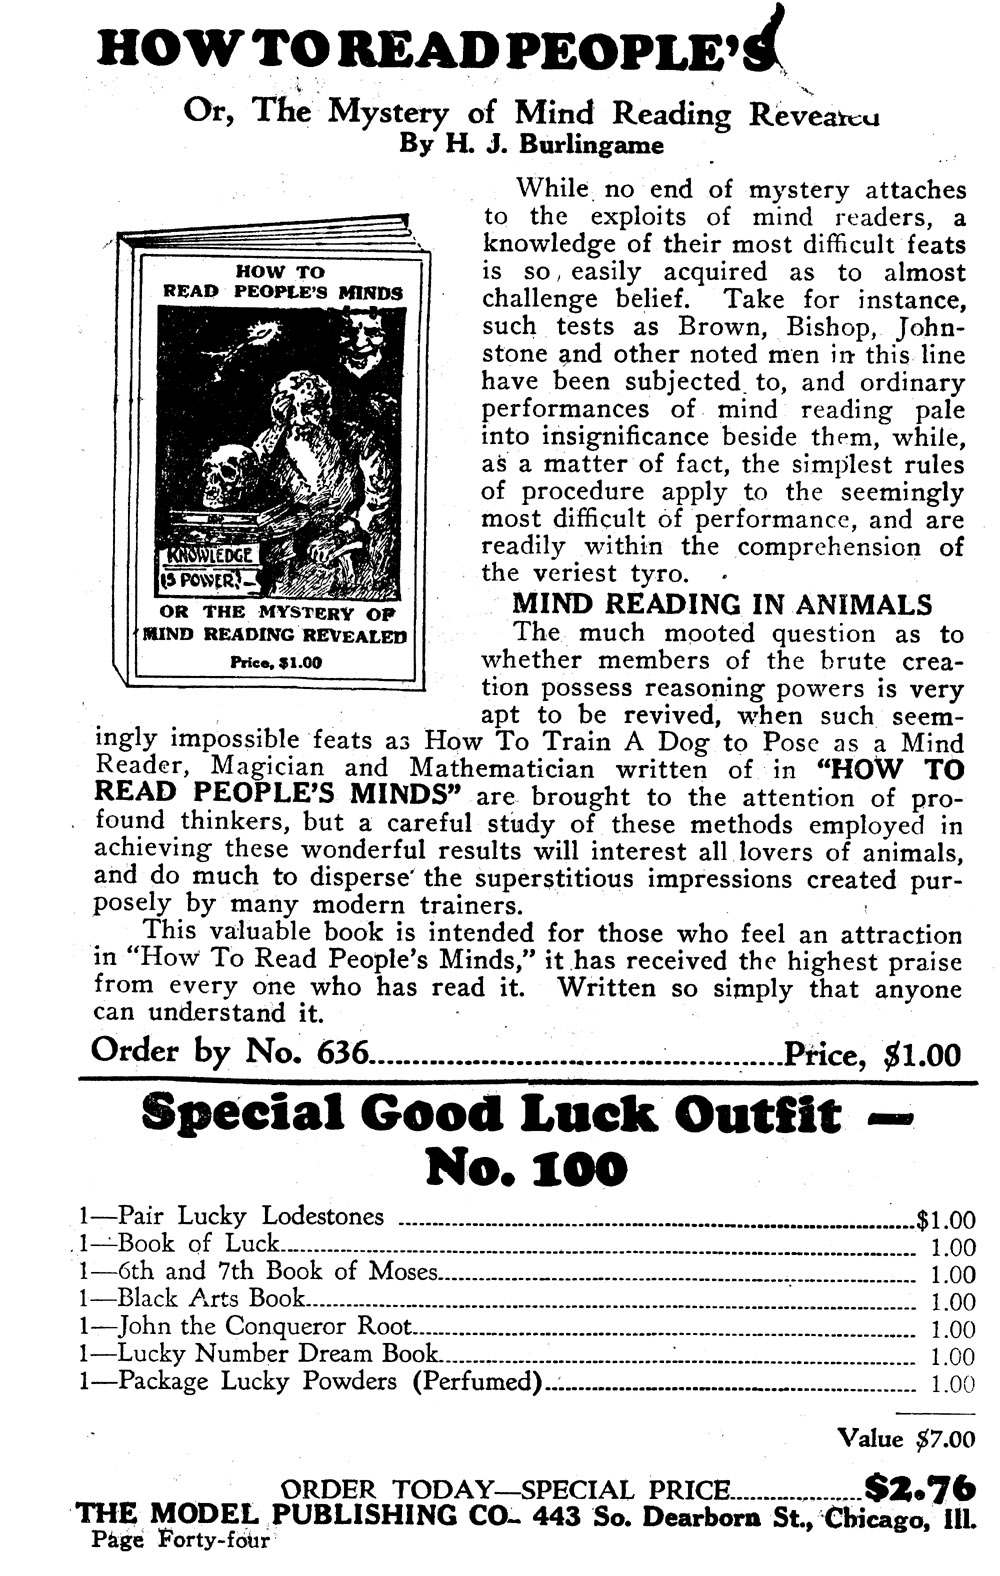 HOW TO READ PEOPLE'S
Or, The Mystery of Mind Reading Revealed
By H. J. Burlingame
HOW TO
READ PEOPLE'S MINDS
KNOWLEDGE
IS POWER!
OR THE MYSTERY OF
MIND READING REVEALED
Price, $1.00
While no end of mystery attaches
to the exploits of mind readers, a
knowledge of their most difficult feats
is so, easily acquired as to almost
challenge belief. Take for instance,
such tests as Brown, Bishop, John-
stone and other noted men in this line
have been subjected to, and ordinary
performances of mind reading pale
into insignificance beside them, while,
as a matter of fact, the simplest rules
of procedure apply to the seemingly
most difficult of performance, and are
readily within the comprehension of
the veriest tyro.
MIND READING IN ANIMALS
The much mooted question as to
whether members of the brute crea-
tion possess reasoning powers is very
apt to be revived, when such seem-
ingly impossible feats as How To Train A Dog to Pose as a Mind
Reader, Magician and Mathematician written of in "HOW TO
READ PEOPLE'S MINDS" are brought to the attention of pro-
found thinkers, but a careful study of these methods employed in
achieving these wonderful results will interest all lovers of animals,
and do much to disperse the superstitious impressions created pur-
posely by many modern trainers.
This valuable book is intended for those who feel an attraction
in "How To Read People's Minds," it has received the highest praise
from every one who has read it. Written so simply that anyone
can understand it.
Order by No. 636........Price, $1.00
Special Good Luck Outfit —
No. 100
1—Pair Lucky Lodestones ........$1.00
1—Book of Luck........ 1.00
1—6th and 7th Book of Moses........ 1.00
1—Black Arts Book........ 1.00
1—John the Conqueror Root........ 1.00
1—Lucky Number Dream Book........ 1.00
1—Package Lucky Powders (Perfumed)........ 1.00
Value $7.00
ORDER TODAY—SPECIAL PRICE........$2.76
THE MODEL PUBLISHING CO. 443 So. Dearborn St., Chicago, Ill.
Page Forty-four